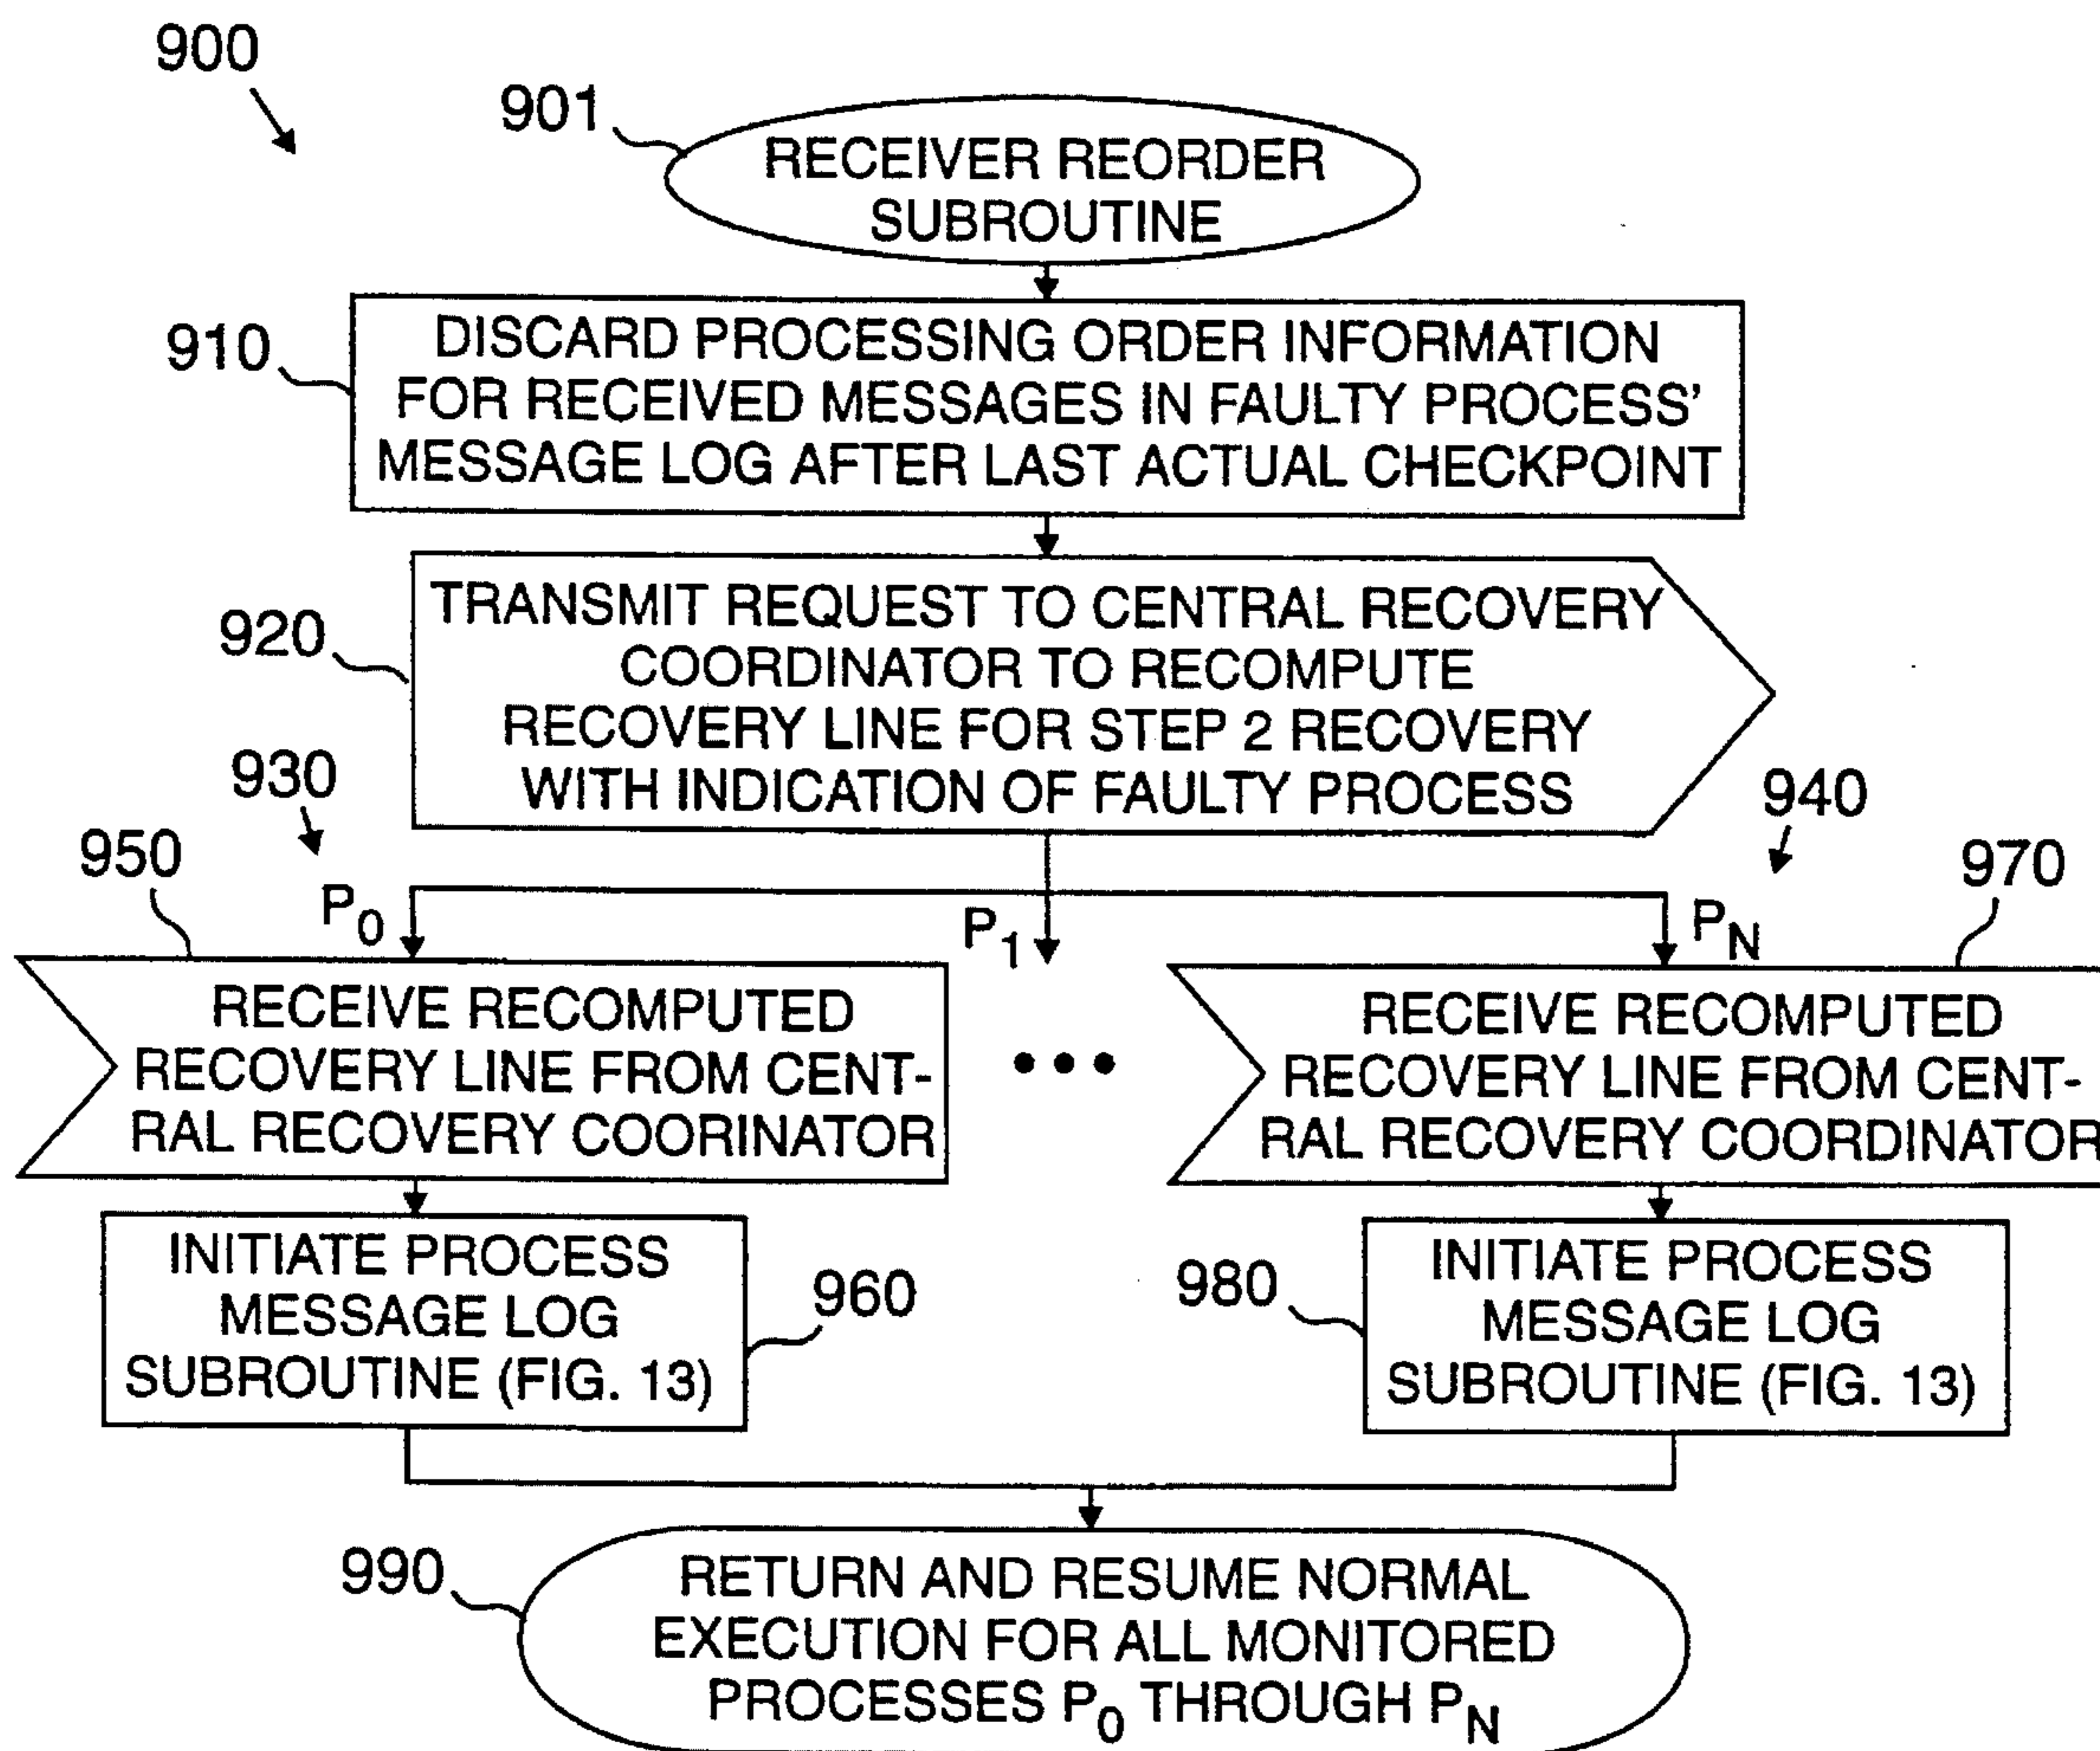 900
901
RECEIVER REORDER
SUBROUTINE
910
DISCARD PROCESSING ORDER INFORMATION
FOR RECEIVED MESSAGES IN FAULTY PROCESS'
MESSAGE LOG AFTER LAST ACTUAL CHECKPOINT
920
TRANSMIT REQUEST TO CENTRAL RECOVERY
COORDINATOR TO RECOMPUTE
RECOVERY LINE FOR STEP 2 RECOVERY
WITH INDICATION OF FAULTY PROCESS
930
940
950
P0
P1
PN
970
RECEIVE RECOMPUTED
RECOVERY LINE FROM CENT-
RAL RECOVERY COORINATOR
RECEIVE RECOMPUTED
RECOVERY LINE FROM CENT-
RAL RECOVERY COORDINATOR
INITIATE PROCESS
MESSAGE LOG
SUBROUTINE (FIG. 13)
960
980
INITIATE PROCESS
MESSAGE LOG
SUBROUTINE (FIG. 13)
990
RETURN AND RESUME NORMAL
EXECUTION FOR ALL MONITORED
PROCESSES P0 THROUGH PN